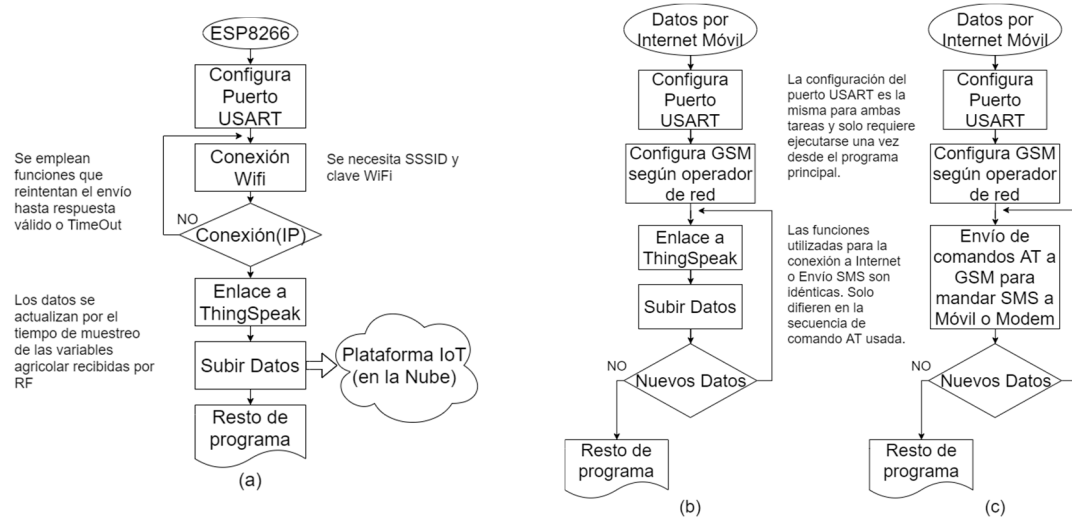 ESP8266
Configura
Puerto
USART
Conexión
Wifi
Se necesita SSSID y
clave WiFi
Se emplean
funciones que
reintentan el envío
hasta respuesta
válido o TimeOut
NO
Conexión(IP)
Enlace a
ThingSpeak
Los datos se
actualizan por el
tiempo de muestreo
de las variables
agricolar recibidas por
RF
Subir Datos
Plataforma IoT
(en la Nube)
Resto de
programa
(a)
Datos por
Internet Móvil
Configura
Puerto
USART
Configura GSM
según operador
de red
Enlace a
ThingSpeak
Subir Datos
NO
Nuevos Datos
Resto de
programa
(b)
La configuración del
puerto USART es la
misma para ambas
tareas y solo requiere
ejecutarse una vez
desde el programa
principal.
Las funciones
utilizadas para la
conexión a Internet
o Envío SMS son
idénticas. Solo
difieren en la
secuencia de
comando AT usada.
Datos por
Internet Móvil
Configura
Puerto
USART
Configura GSM
según operador
de red
Envío de
comandos AT a
GSM para
mandar SMS a
Móvil o Modem
NO
Nuevos Datos
Resto de
programa
(c)